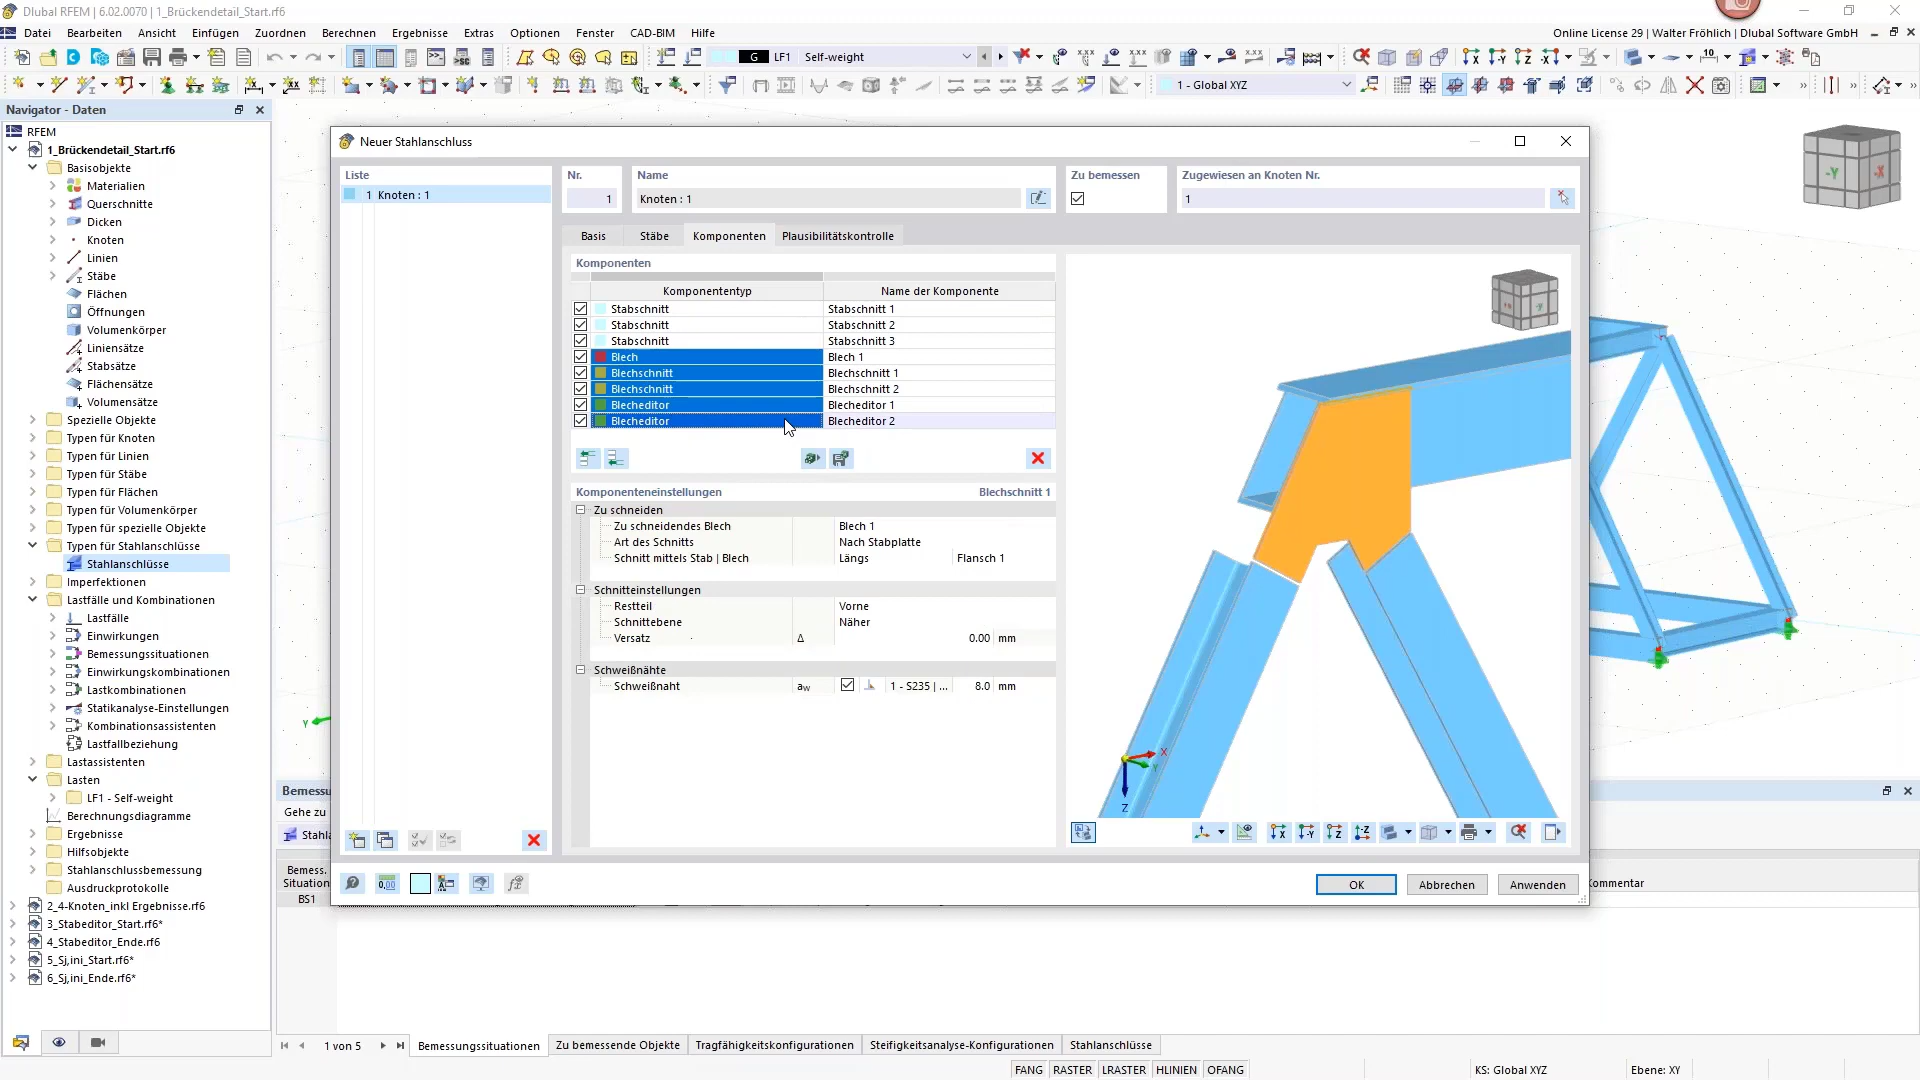 Dlubal RFEM | 6.02.0070 | 1_Brückendetail_Start.rf6
Datei Bearbeiten Ansicht Einfügen Zuordnen Berechnen Ergebnisse Extras Optionen Fenster CAD-BIM Hilfe
Online License 29 | Walter Fröhlich | Dlubal Software GmbH
G LF1 Self-weight
1 - Global XYZ
Navigator - Daten
RFEM
1_Brückendetail_Start.rf6
Basisobjekte
Materialien
Querschnitte
Dicken
Knoten
Linien
Stäbe
Flächen
Öffnungen
Volumenkörper
Liniensätze
Stabsätze
Flächensätze
Volumensätze
Spezielle Objekte
Typen für Knoten
Typen für Linien
Typen für Stäbe
Typen für Flächen
Typen für Volumenkörper
Typen für spezielle Objekte
Typen für Stahlanschlüsse
Stahlanschlüsse
Imperfektionen
Lastfälle und Kombinationen
Lastfälle
Einwirkungen
Bemessungssituationen
Einwirkungskombinationen
Lastkombinationen
Statikanalyse-Einstellungen
Kombinationsassistenten
Lastfallbeziehung
Lastassistenten
Lasten
LF1 - Self-weight
Berechnungsdiagramme
Ergebnisse
Hilfsobjekte
Stahlanschlussbemessung
Ausdruckprotokolle
2_4-Knoten_inkl Ergebnisse.rf6
3_Stabeditor_Start.rf6*
4_Stabeditor_Ende.rf6
5_Sj,ini_Start.rf6*
6_Sj,ini_Ende.rf6*
Neuer Stahlanschluss
Liste
1 Knoten : 1
Nr.
1
Name
Knoten : 1
Zu bemessen
Zugewiesen an Knoten Nr.
1
Basis Stäbe Komponenten Plausibilitätskontrolle
Komponenten
Komponententyp Name der Komponente
Stabschnitt Stabschnitt 1
Stabschnitt Stabschnitt 2
Stabschnitt Stabschnitt 3
Blech Blech 1
Blechschnitt Blechschnitt 1
Blechschnitt Blechschnitt 2
Blecheditor Blecheditor 1
Blecheditor Blecheditor 2
Komponenteneinstellungen Blechschnitt 1
Zu schneiden
Zu schneidendes Blech Blech 1
Art des Schnitts Nach Stabplatte
Schnitt mittels Stab | Blech Längs Flansch 1
Schnitteinstellungen
Restteil Vorne
Schnittebene Näher
Versatz Δ 0.00 mm
Schweißnähte
Schweißnaht aw 1 - S235 | ... 8.0 mm
X
Y
Z
-Y
-X
Y
OK Abbrechen Anwenden
Bemessu
Gehe zu
Stahla
Bemess.
Situation
BS1
Kommentar
1 von 5 Bemessungssituationen Zu bemessende Objekte Tragfähigkeitskonfigurationen Steifigkeitsanalyse-Konfigurationen Stahlanschlüsse
FANG RASTER LRASTER HLINIEN OFANG KS: Global XYZ Ebene: XY